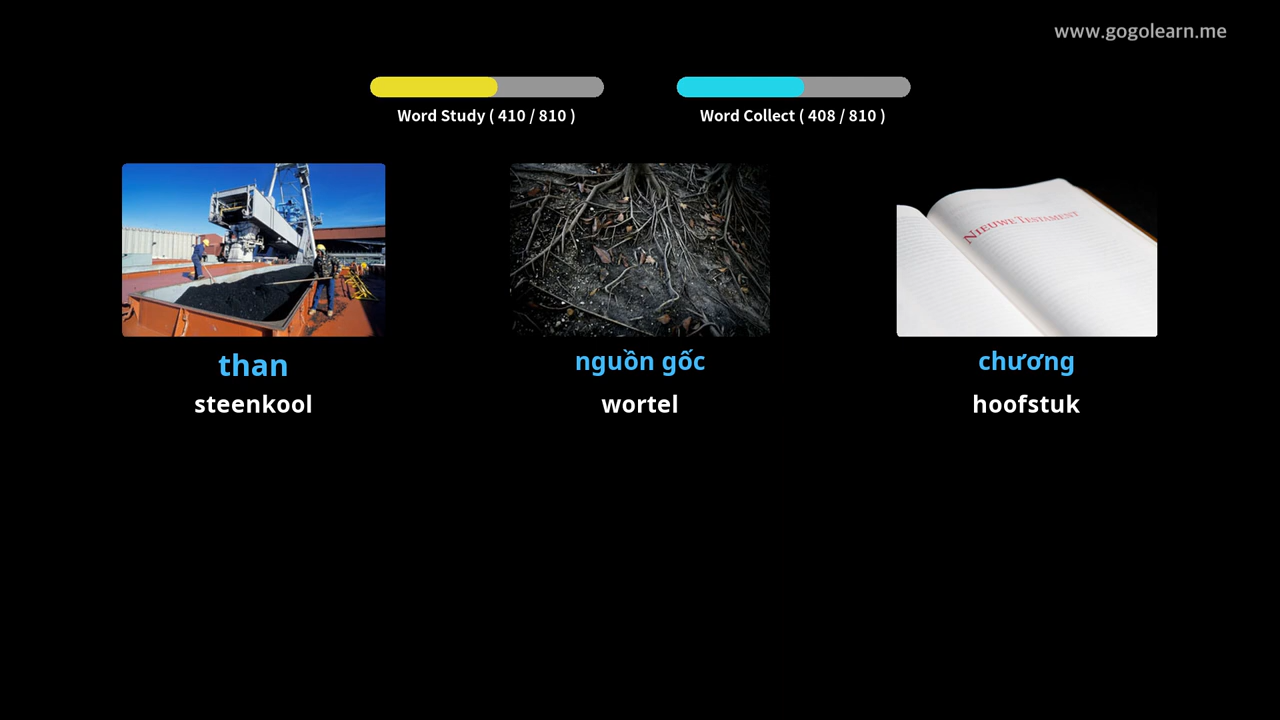 www.gogolearn.me
Word Study ( 410 / 810 )
Word Collect ( 408 / 810 )
NIEUWE TESTAMENT
than
nguồn gốc
chương
steenkool
wortel
hoofstuk